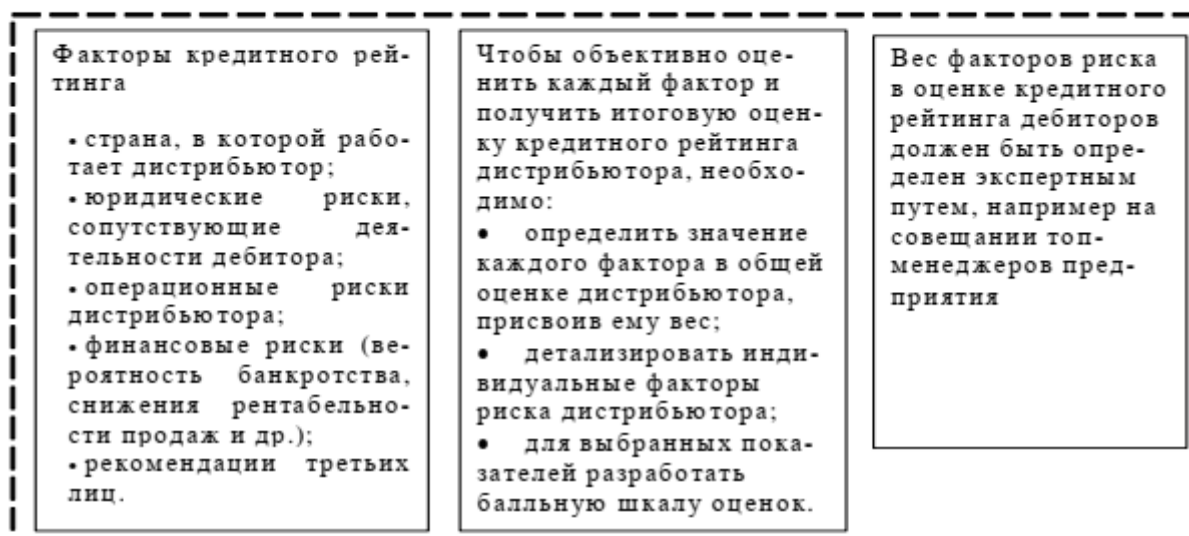 Факторы кредитного рей-
тинга
• страна, в которой рабо-
тает дистрибьютор;
• юридические риски,
сопутствующие дея-
тельности дебитора;
• операционные риски
дистрибьютора;
• финансовые риски (ве-
роятность банкротства,
снижения рентабельно-
сти продаж и др.);
• рекомендации третьих
лиц.
Чтобы объективно оце-
нить каждый фактор и
получить итоговую оцен-
ку кредитного рейтинга
дистрибьютора, необхо-
димо:
• определить значение
каждого фактора в общей
оценке дистрибьютора,
присвоив ему вес;
• детализировать инди-
видуальные факторы
риска дистрибьютора;
• для выбранных пока-
зателей разработать
балльную шкалу оценок.
Вес факторов риска
в оценке кредитного
рейтинга дебиторов
должен быть опре-
делен экспертным
путем, например на
совещании топ-
менеджеров пред-
приятия